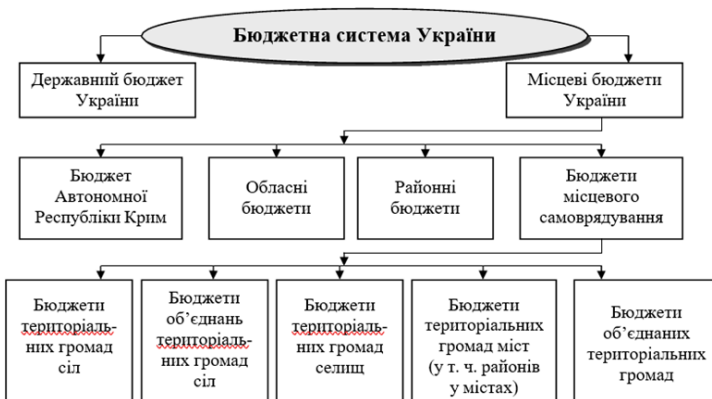 Бюджетна система України
Державний бюджет
України
Місцеві бюджети
України
Бюджет
Автономної
Республіки Крим
Обласні
бюджети
Районні
бюджети
Бюджети
місцевого
самоврядування
Бюджети
територіаль-
них громад
сіл
Бюджети
об’єднань
територіаль-
них громад
сіл
Бюджети
територіаль-
них громад
селищ
Бюджети
територіальних
громад міст
(у т. ч. районів
у містах)
Бюджети
об’єднаних
територіальних
громад